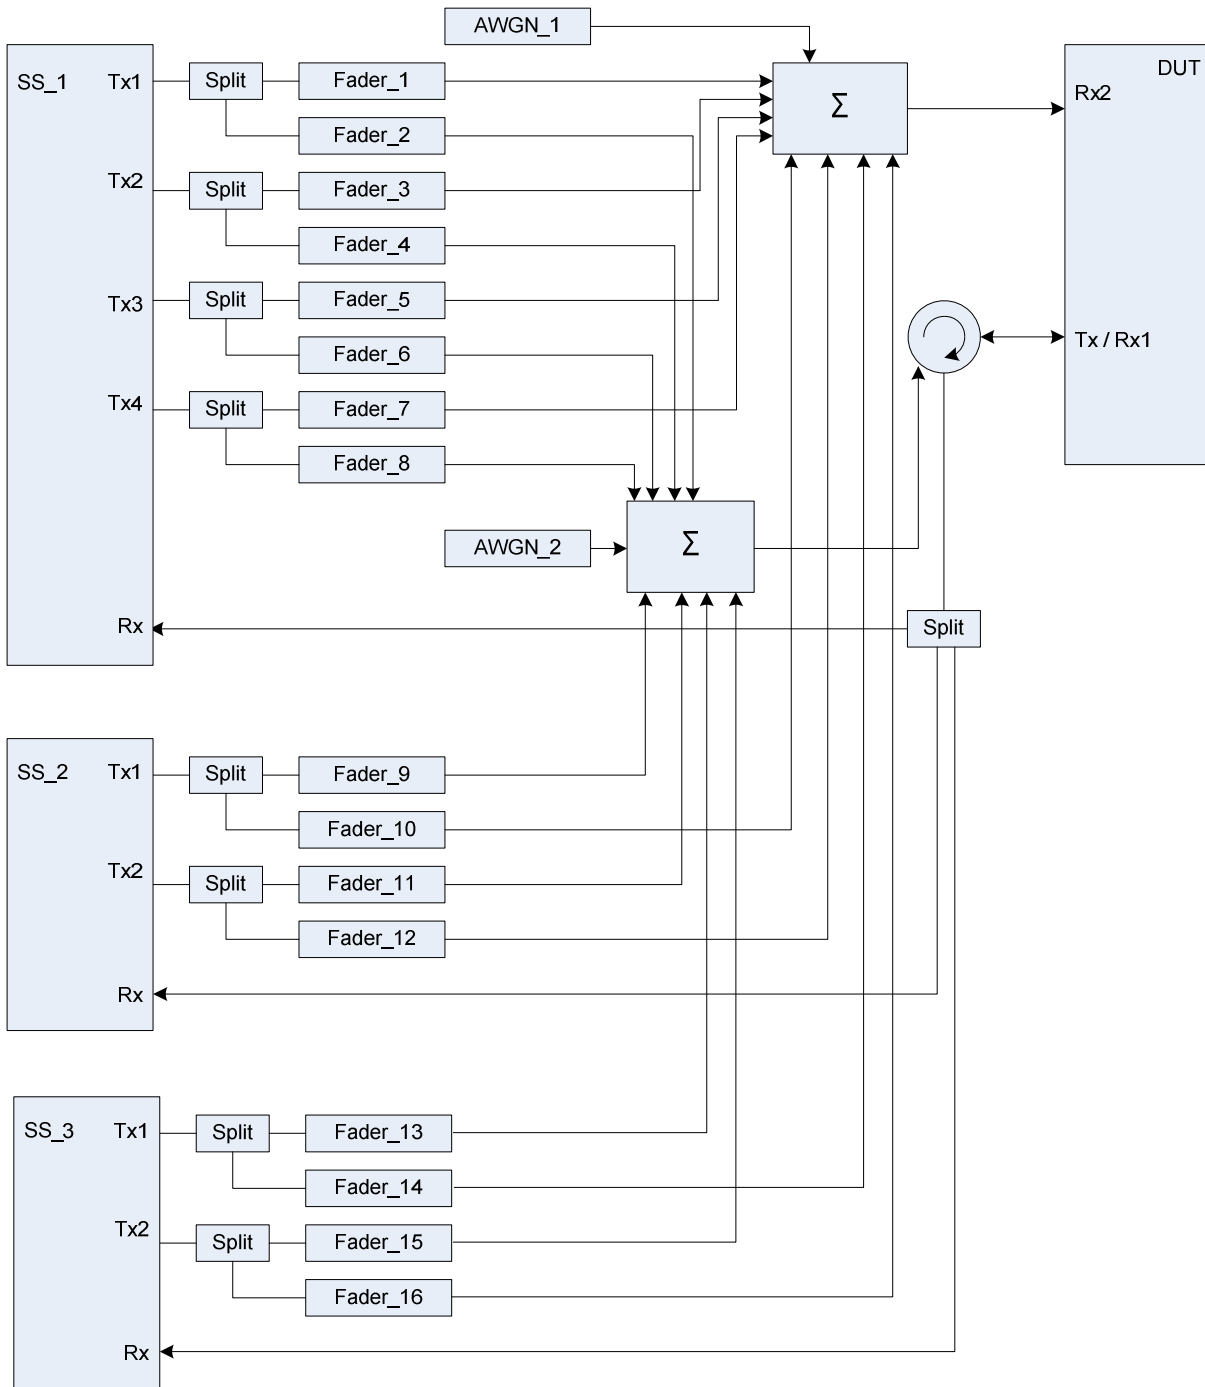 AWGN_1
SS_1
Tx1
Split
Fader_1
Σ
DUT
Rx2
Fader_2
Tx2
Split
Fader_3
Fader_4
Tx3
Split
Fader_5
Fader_6
Tx / Rx1
Tx4
Split
Fader_7
Fader_8
AWGN_2
Σ
Rx
Split
SS_2
Tx1
Split
Fader_9
Fader_10
Tx2
Split
Fader_11
Fader_12
Rx
SS_3
Tx1
Split
Fader_13
Fader_14
Tx2
Split
Fader_15
Fader_16
Rx